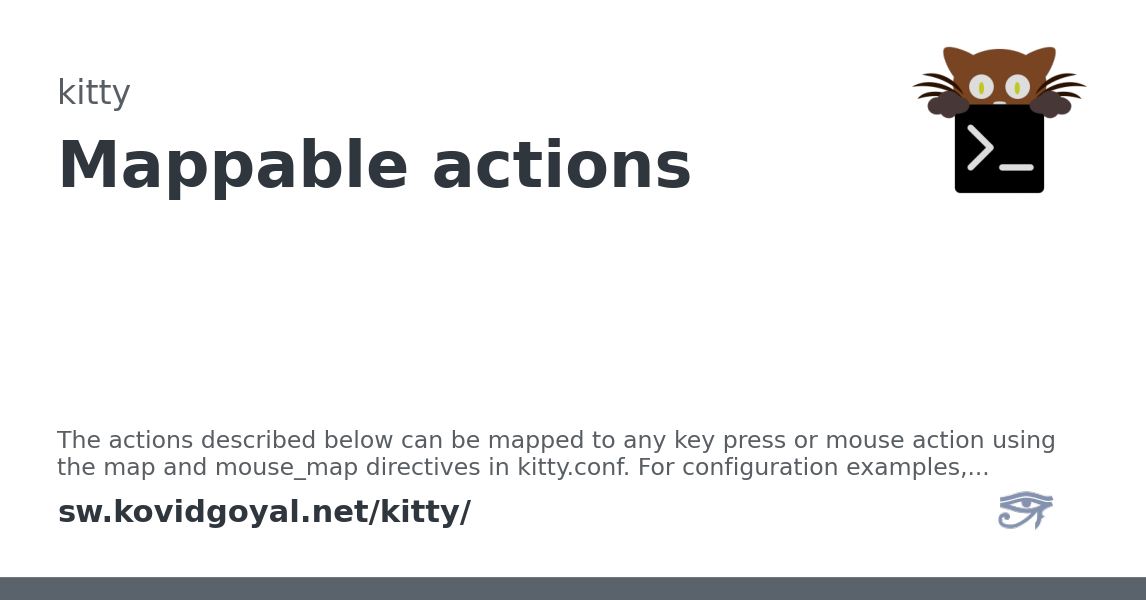 kitty
Mappable actions
>_
The actions described below can be mapped to any key press or mouse action using
the map and mouse_map directives in kitty.conf. For configuration examples,...
sw.kovidgoyal.net/kitty/